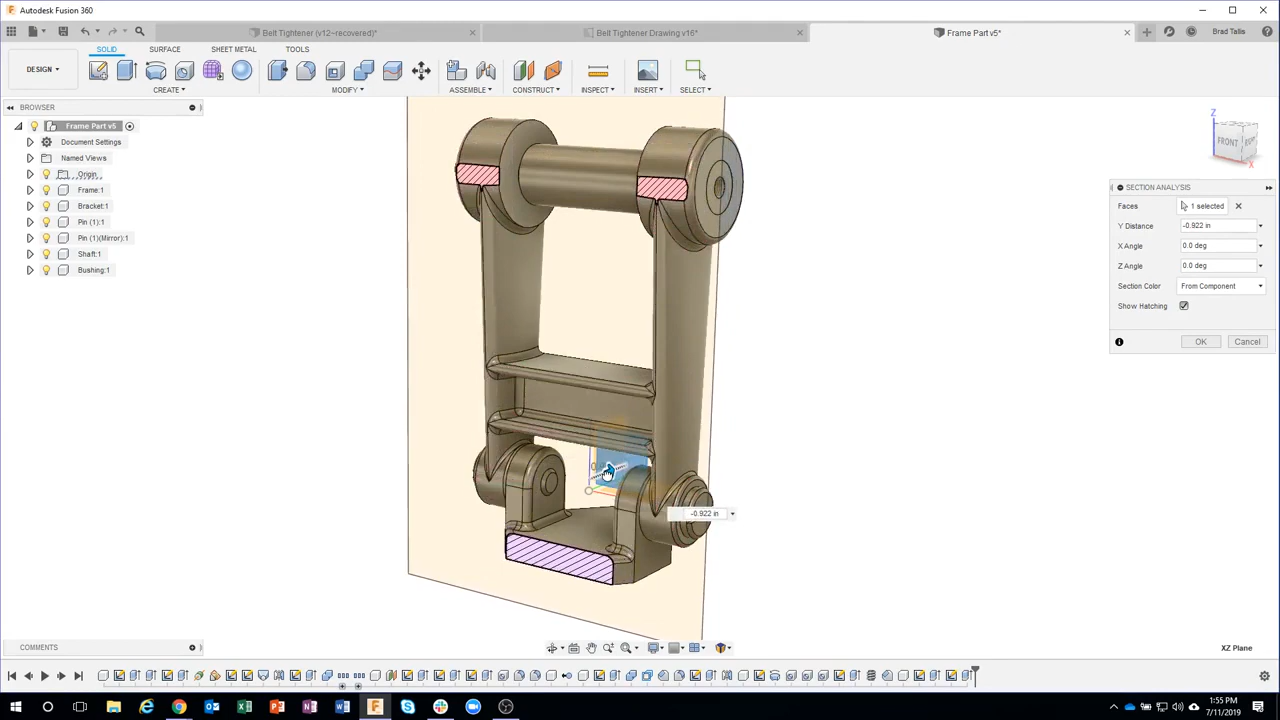 Autodesk Fusion 360
Belt Tightener (v12~recovered)*
Belt Tightener Drawing v16*
Frame Part v5*
Brad Tallis
SOLID
SURFACE
SHEET METAL
TOOLS
DESIGN
CREATE
MODIFY
ASSEMBLE
CONSTRUCT
INSPECT
INSERT
SELECT
BROWSER
Frame Part v5
Document Settings
Named Views
Origin
Frame:1
Bracket:1
Pin (1):1
Pin (1)(Mirror):1
Shaft:1
Bushing:1
Z
FRONT
X
SECTION ANALYSIS
Faces
1 selected
Y Distance
-0.922 in
X Angle
0.0 deg
Z Angle
0.0 deg
Section Color
From Component
Show Hatching
OK
Cancel
-0.922 in
COMMENTS
XZ Plane
1:55 PM
7/11/2019